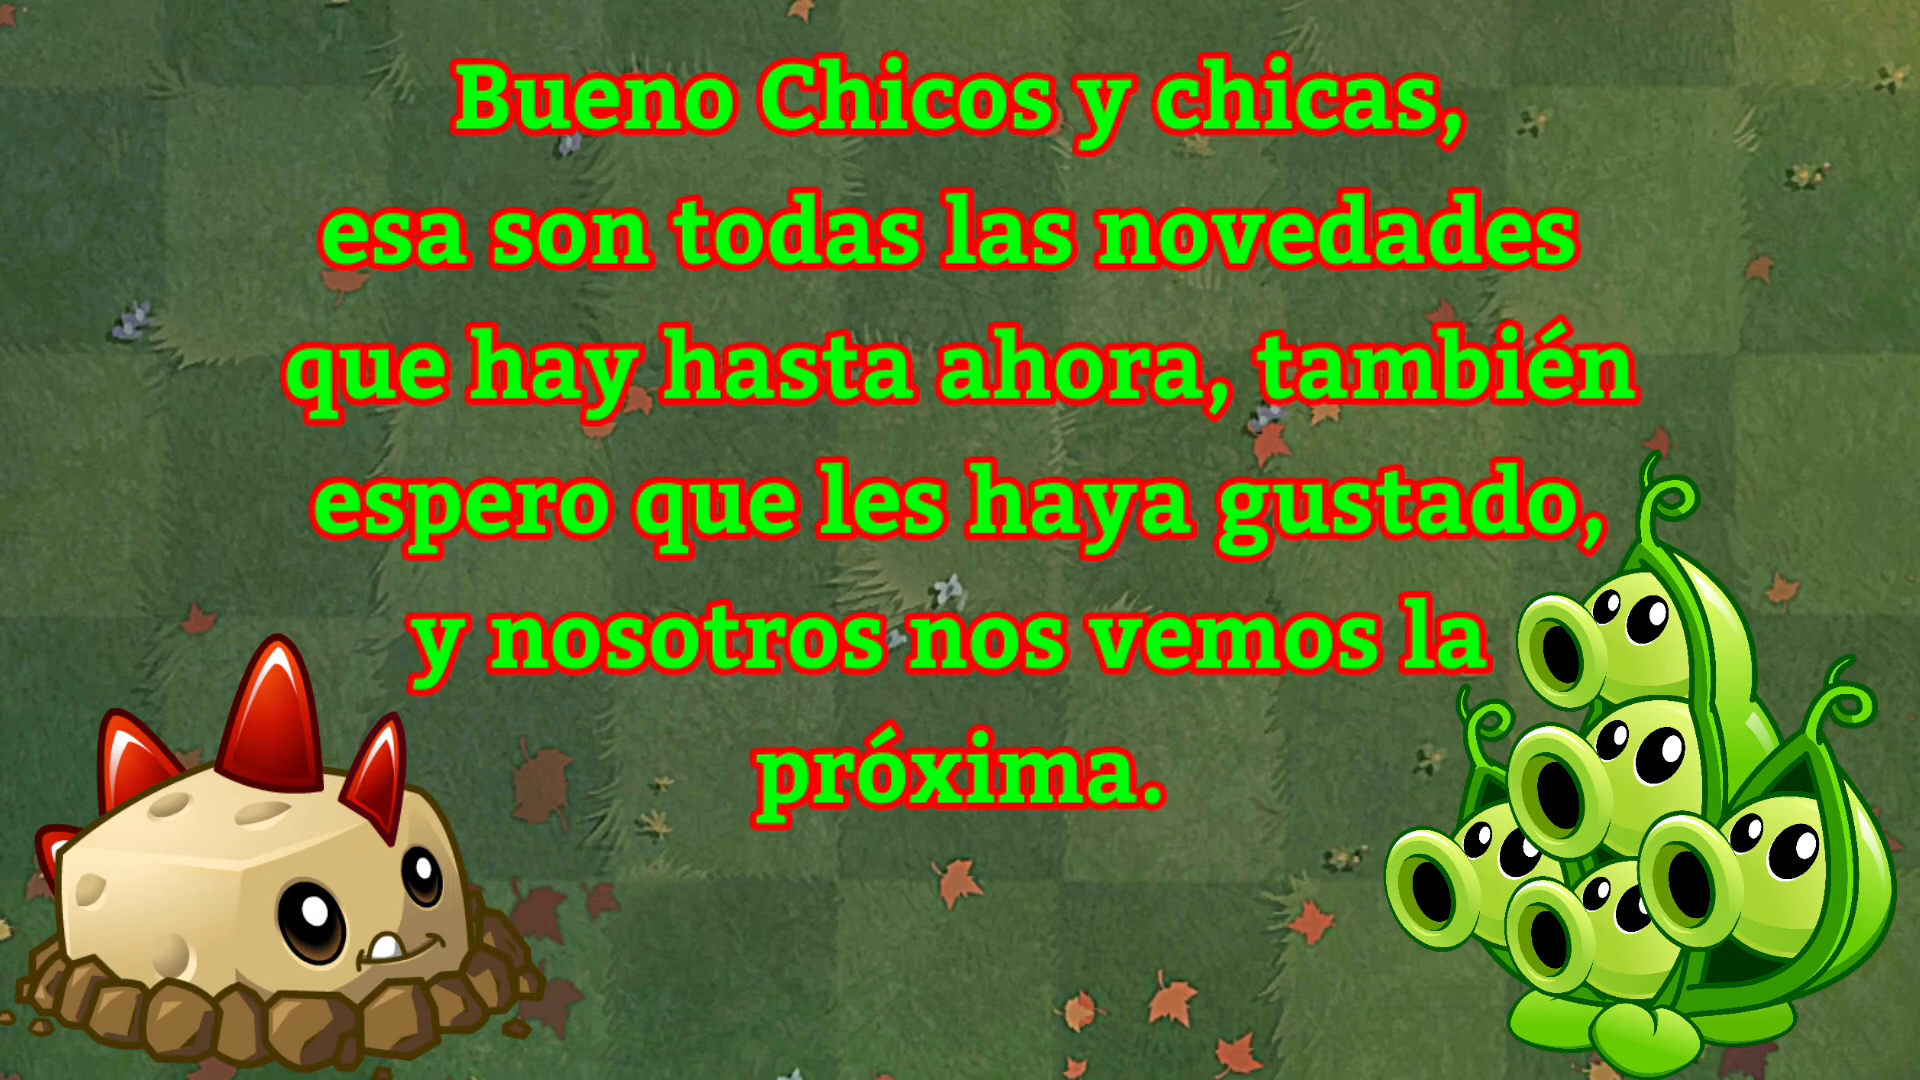 Bueno Chicos y chicas,
esa son todas las novedades
que hay hasta ahora, también
espero que les haya gustado,
y nosotros nos vemos la
próxima.